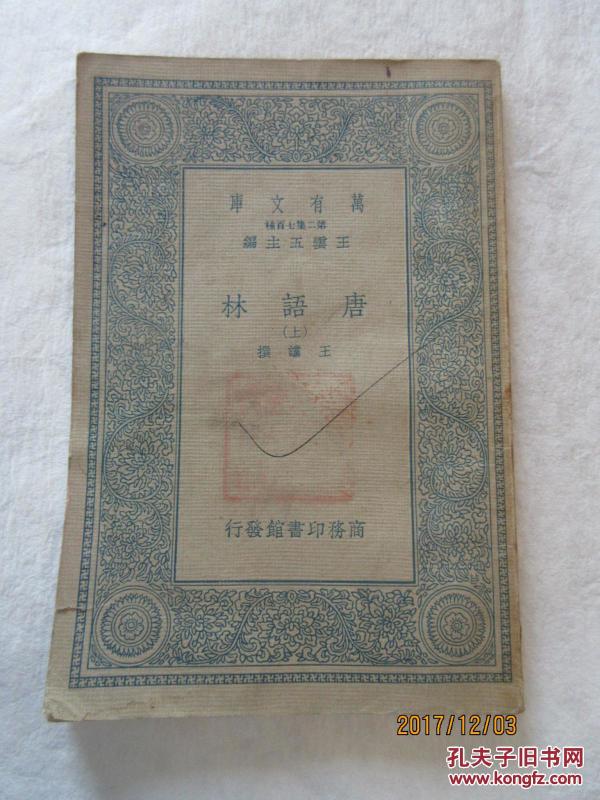 萬有文庫
第二集七百種
王雲五主編
唐語林
(上)
王讜撰
商務印書館發行
2017/12/03
孔夫子旧书网
www.kongfz.com